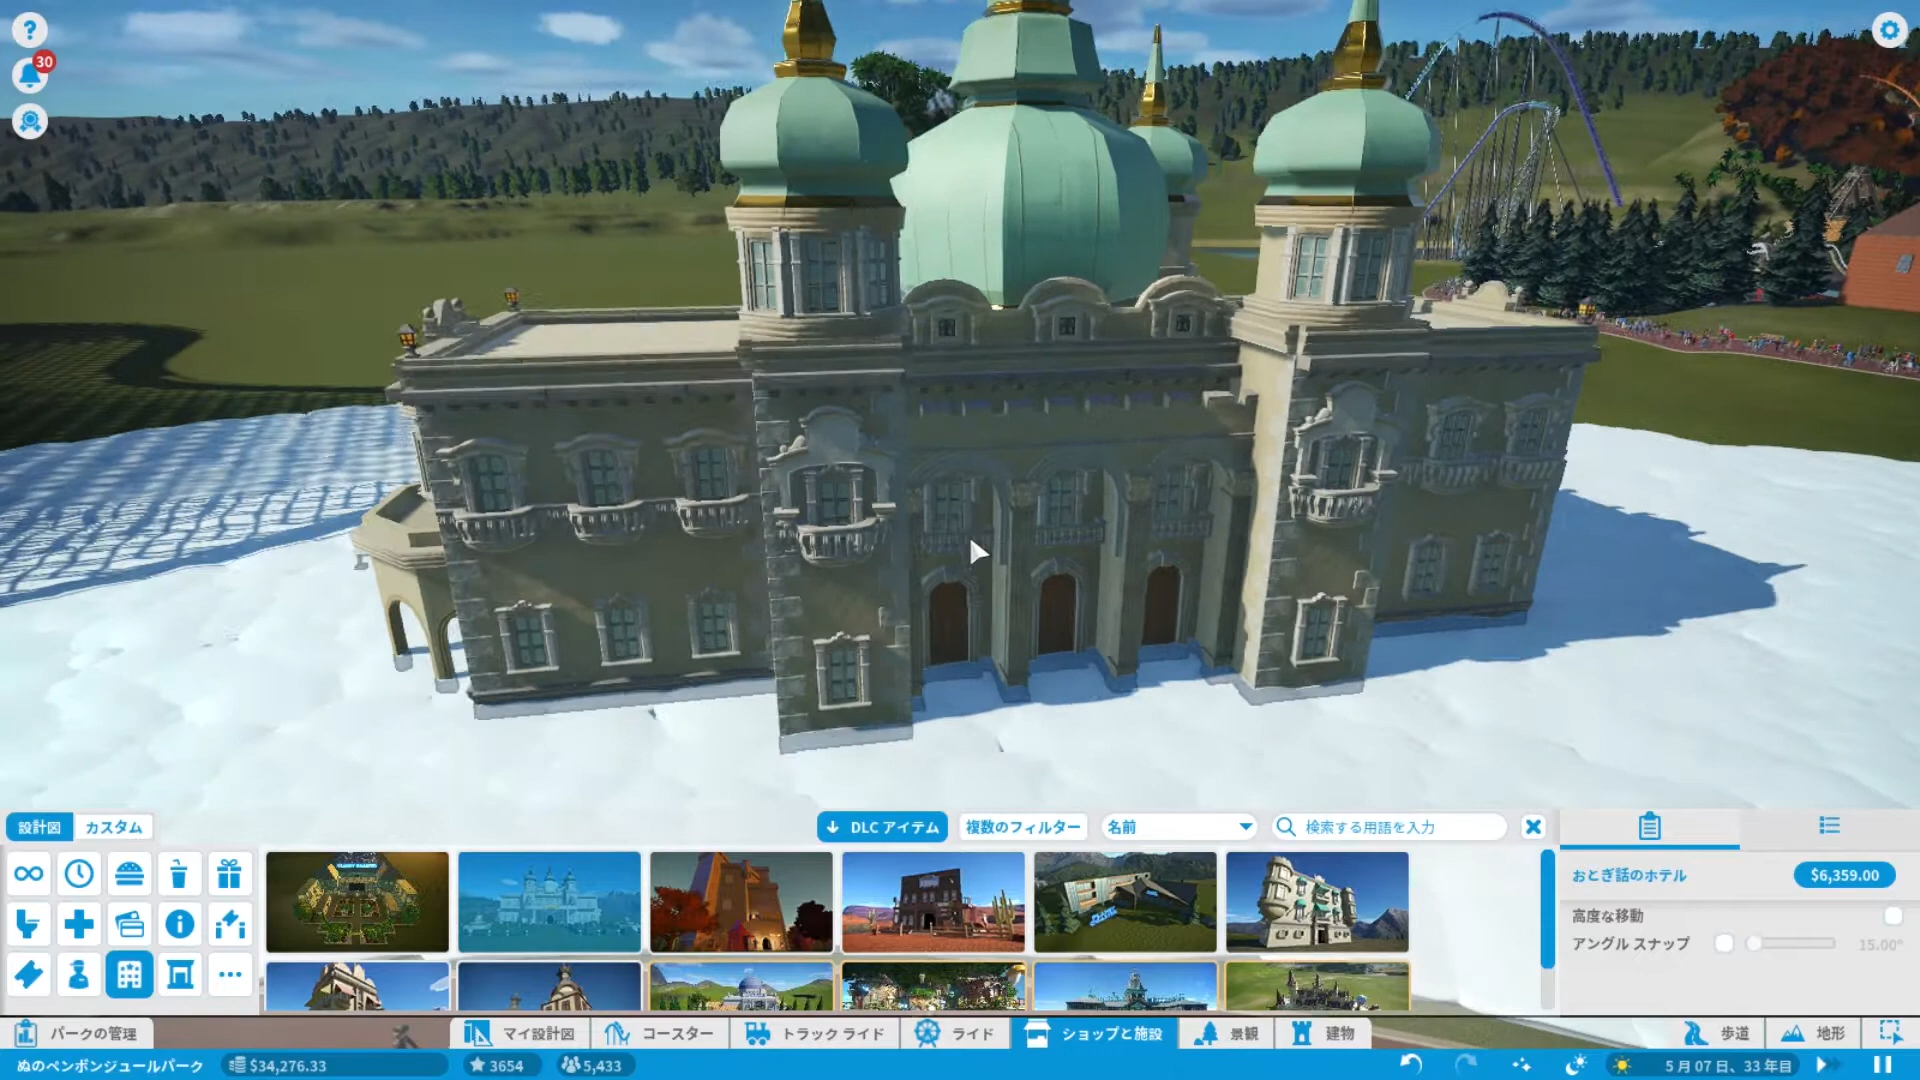 ?
30
設計図
カスタム
DLC アイテム
複数のフィルター
名前
検索する用語を入力
おとぎ話のホテル
$6,359.00
高度な移動
アングル スナップ
15.00°
パークの管理
マイ設計図
コースター
トラック ライド
ライド
ショップと施設
景観
建物
歩道
地形
ぬのペンボンジュールパーク
$34,276.33
3654
5,433
5 月 07 日、33 年目